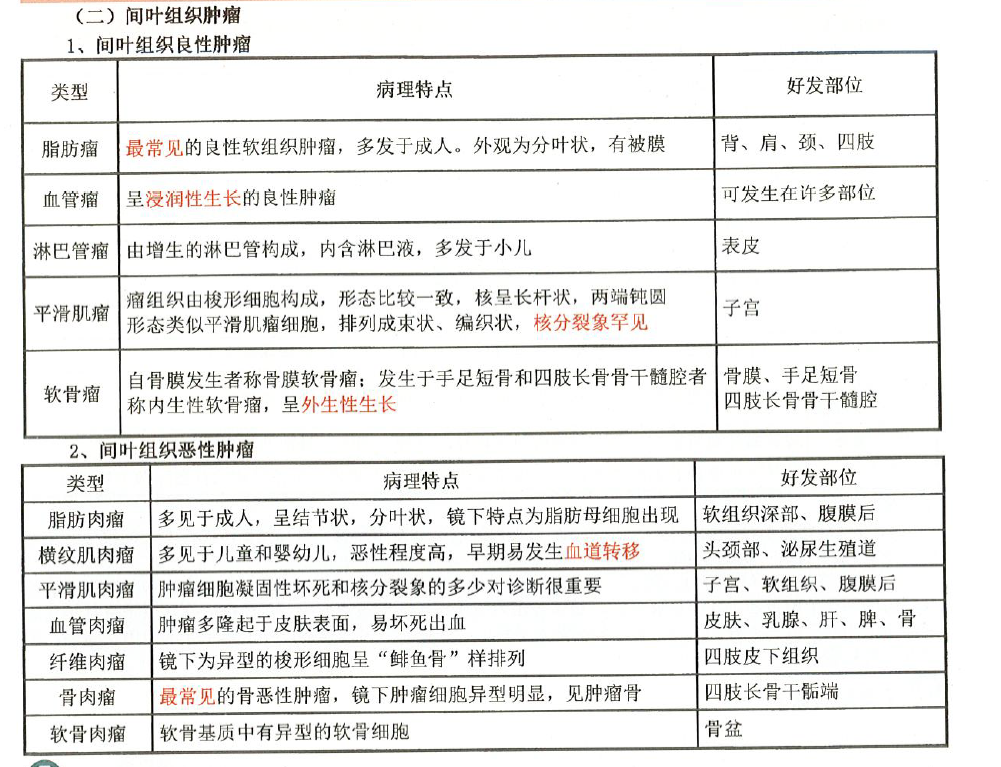 （二）间叶组织肿瘤
1、间叶组织良性肿瘤
类型 病理特点 好发部位
脂肪瘤 最常见的良性软组织肿瘤，多发于成人。外观为分叶状，有被膜 背、肩、颈、四肢
血管瘤 呈浸润性生长的良性肿瘤 可发生在许多部位
淋巴管瘤 由增生的淋巴管构成，内含淋巴液，多发于小儿 表皮
平滑肌瘤 瘤组织由梭形细胞构成，形态比较一致，核呈长杆状，两端钝圆 子宫
形态类似平滑肌瘤细胞，排列成束状、编织状，核分裂象罕见
软骨瘤 自骨膜发生者称骨膜软骨瘤；发生于手足短骨和四肢长骨骨干髓腔者 骨膜、手足短骨
称内生性软骨瘤，呈外生性生长 四肢长骨骨干髓腔
2、间叶组织恶性肿瘤
类型 病理特点 好发部位
脂肪肉瘤 多见于成人，呈结节状，分叶状，镜下特点为脂肪母细胞出现 软组织深部、腹膜后
横纹肌肉瘤 多见于儿童和婴幼儿，恶性程度高，早期易发生血道转移 头颈部、泌尿生殖道
平滑肌肉瘤 肿瘤细胞凝固性坏死和核分裂象的多少对诊断很重要 子宫、软组织、腹膜后
血管肉瘤 肿瘤多隆起于皮肤表面，易坏死出血 皮肤、乳腺、肝、脾、骨
纤维肉瘤 镜下为异型的梭形细胞呈“鲱鱼骨”样排列 四肢皮下组织
骨肉瘤 最常见的骨恶性肿瘤，镜下肿瘤细胞异型明显，见肿瘤骨 四肢长骨干骺端
软骨肉瘤 软骨基质中有异型的软骨细胞 骨盆